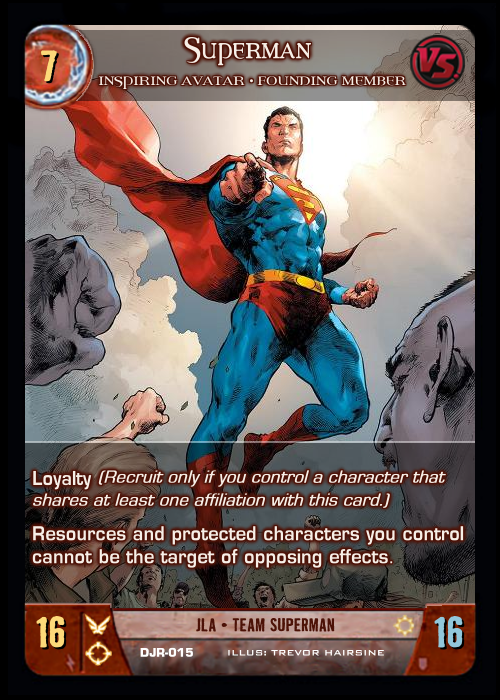 7
Superman
VS.
Inspiring Avatar • Founding Member
Loyalty (Recruit only if you control a character that
shares at least one affiliation with this card.)
Resources and protected characters you control
cannot be the target of opposing effects.
16
JLA • TEAM SUPERMAN
16
DJR-015 ILLUS: TREVOR HAIRSINE